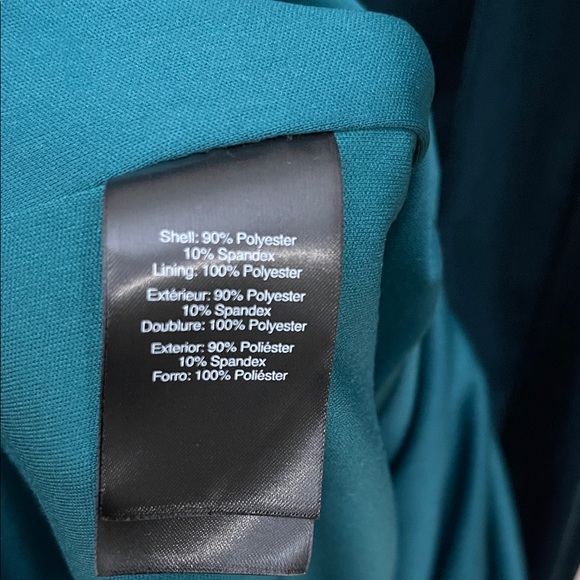 Shell: 90% Polyester
10% Spandex
Lining: 100% Polyester
Extérieur: 90% Polyester
10% Spandex
Doublure: 100% Polyester
Exterior: 90% Poliéster
10% Spandex
Forro: 100% Poliéster